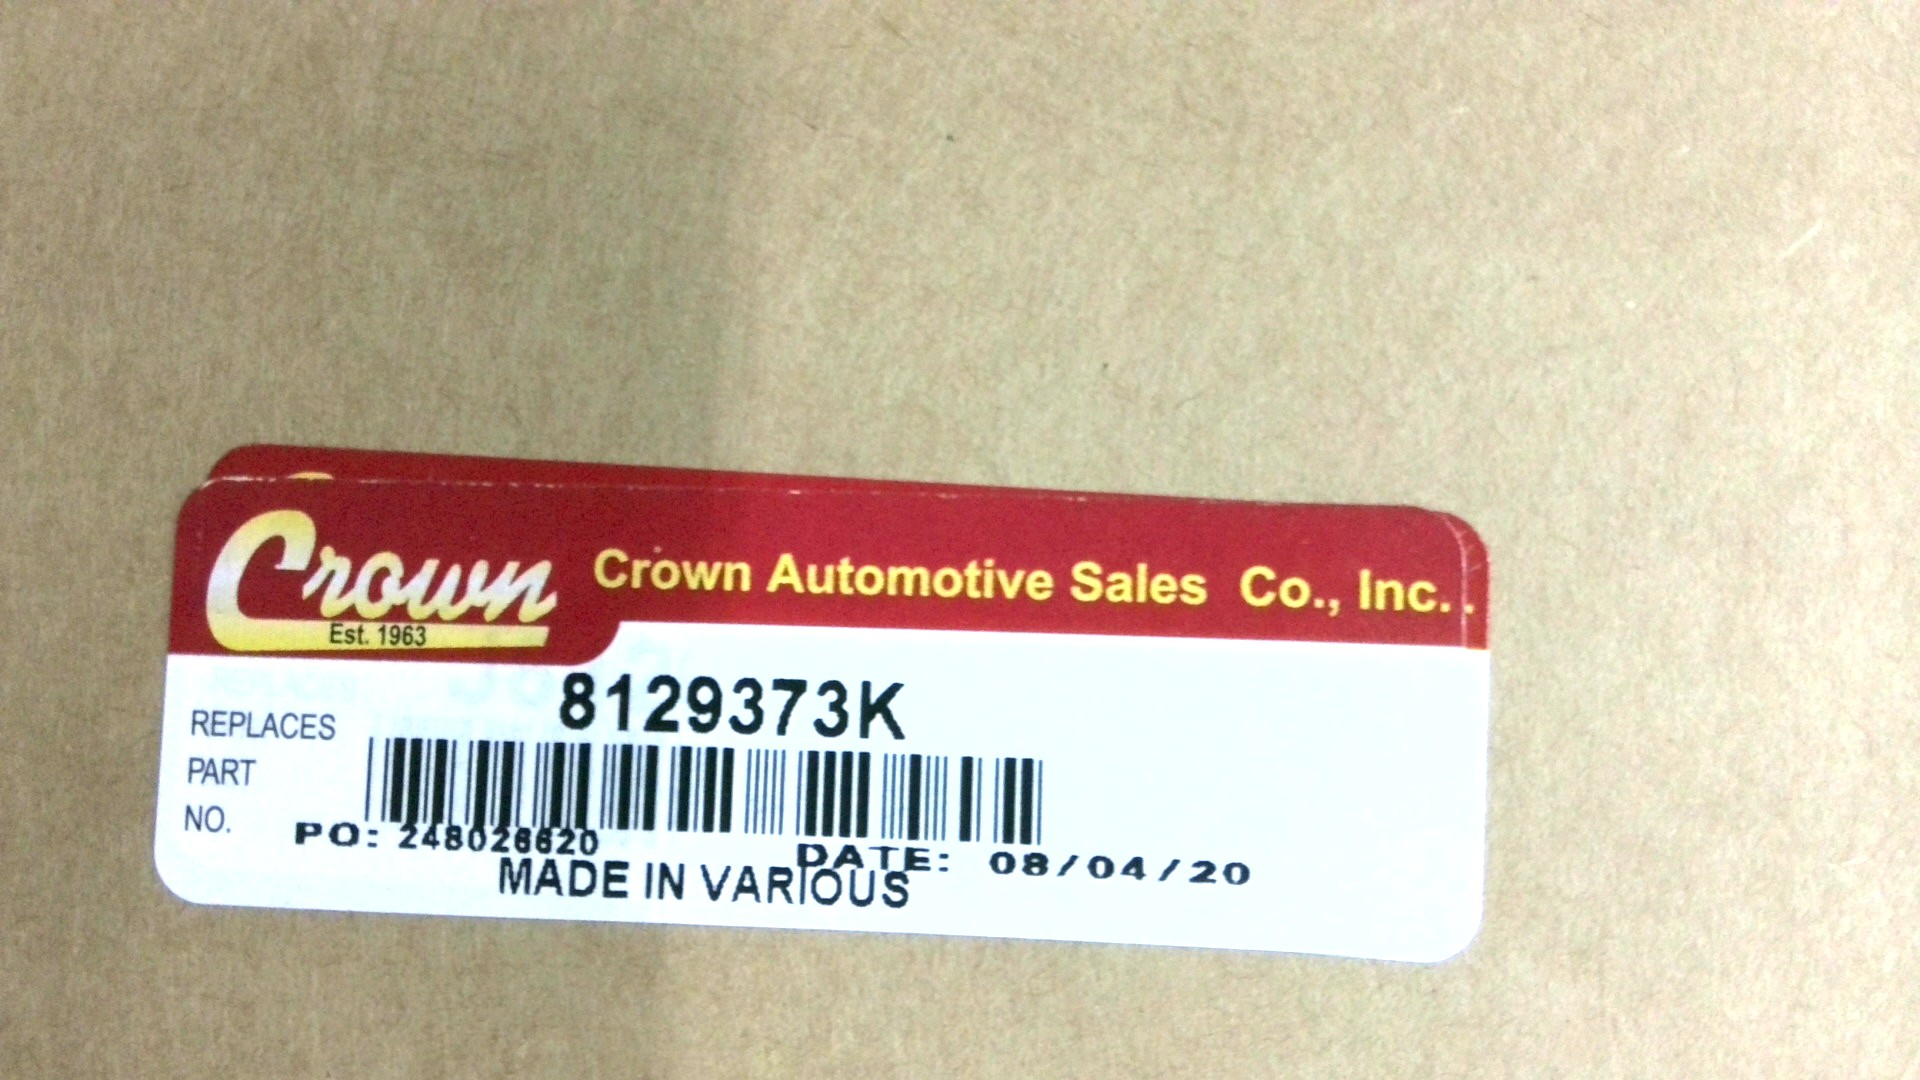 Crown
Est. 1963
Crown Automotive Sales Co., Inc. .
8129373K
REPLACES
PART
NO.
PO: 248026620
DATE: 08/04/20
MADE IN VARIOUS